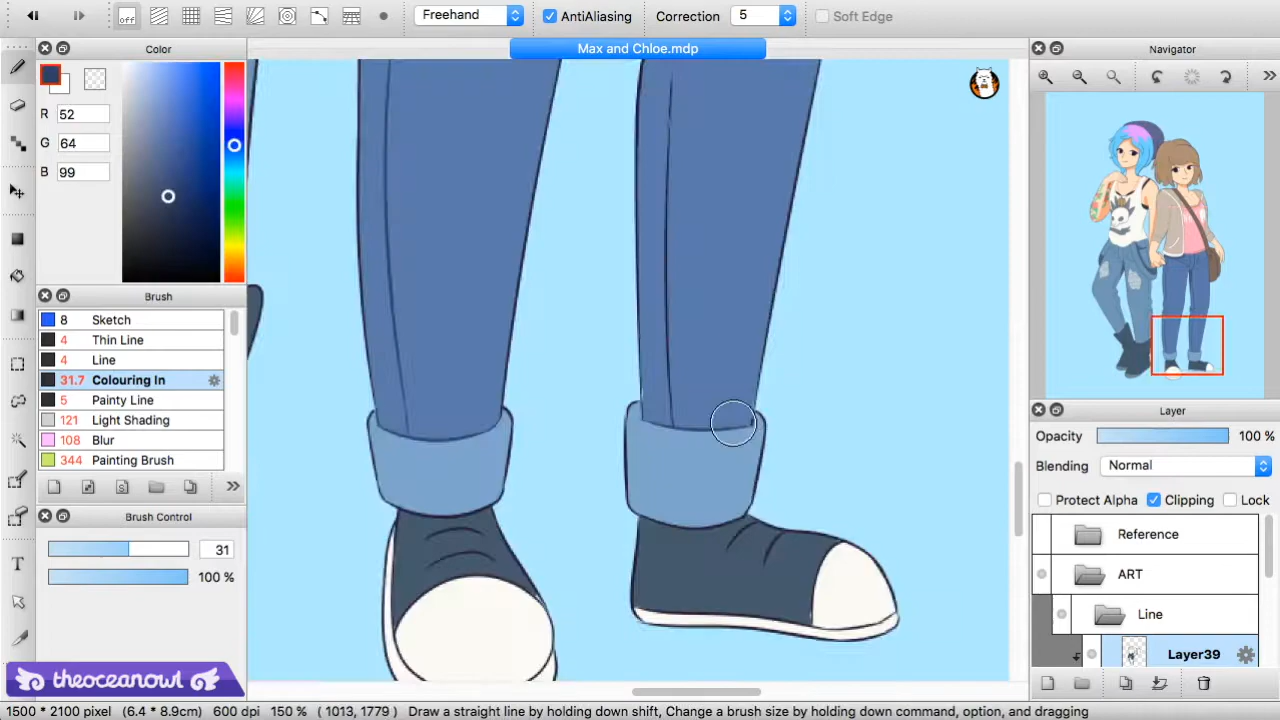 off Freehand AntiAliasing Correction 5 Soft Edge
Color
Max and Chloe.mdp
Navigator
R 52
G 64
B 99
Brush
8 Sketch
4 Thin Line
4 Line
31.7 Colouring In
5 Painty Line
121 Light Shading
108 Blur
344 Painting Brush
Brush Control
31
100 %
T
Layer
Opacity 100 %
Blending Normal
Protect Alpha Clipping Lock
Reference
ART
Line
Layer39
theoceanowl
1500 * 2100 pixel (6.4 * 8.9cm) 600 dpi 150 % ( 1013, 1779 ) Draw a straight line by holding down shift, Change a brush size by holding down command, option, and dragging